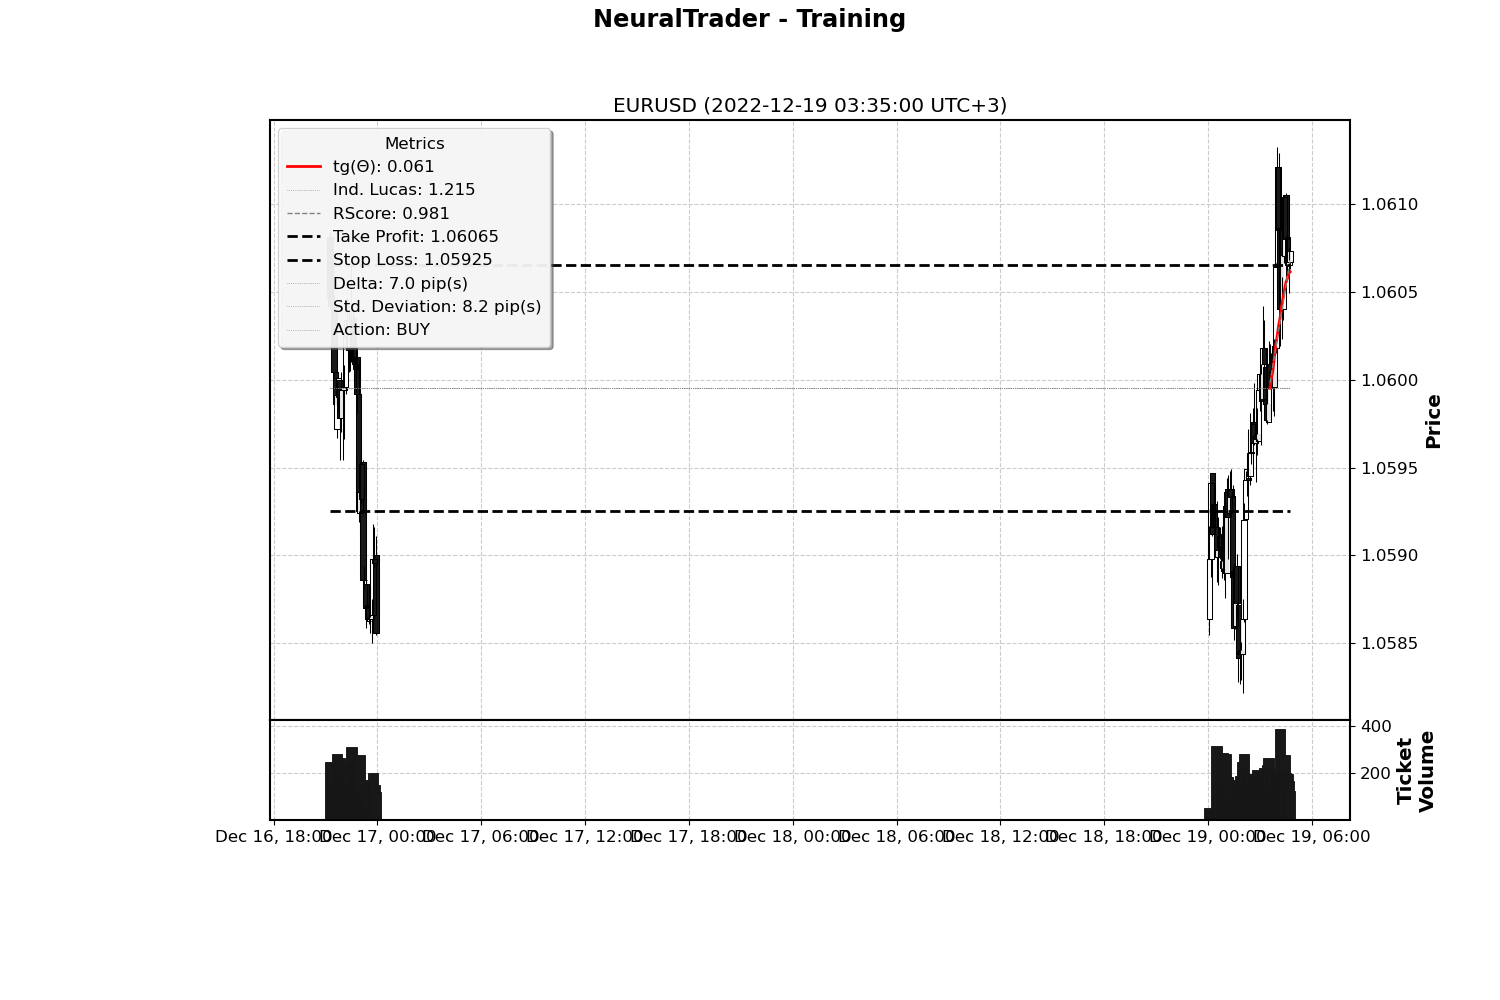 NeuralTrader - Training
EURUSD (2022-12-19 03:35:00 UTC+3)
Metrics
tg(Θ): 0.061
Ind. Lucas: 1.215
RScore: 0.981
Take Profit: 1.06065
Stop Loss: 1.05925
Delta: 7.0 pip(s)
Std. Deviation: 8.2 pip(s)
Action: BUY
1.0610
1.0605
1.0600
1.0595
1.0590
1.0585
Price
400
200
Ticket
Volume
Dec 16, 18:00
Dec 17, 00:00
Dec 17, 06:00
Dec 17, 12:00
Dec 17, 18:00
Dec 18, 00:00
Dec 18, 06:00
Dec 18, 12:00
Dec 18, 18:00
Dec 19, 00:00
Dec 19, 06:00